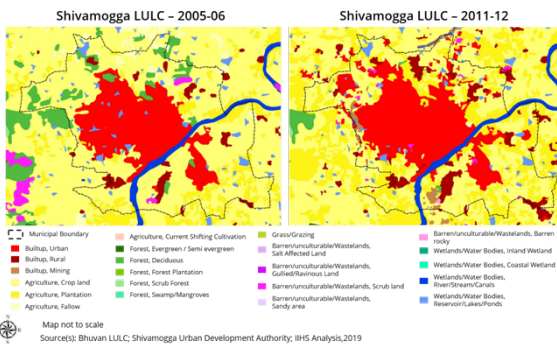 Shivamogga LULC – 2005-06
Shivamogga LULC – 2011-12
Municipal Boundary
Builtup, Urban
Builtup, Rural
Builtup, Mining
Agriculture, Crop land
Agriculture, Plantation
Agriculture, Fallow
Agriculture, Current Shifting Cultivation
Forest, Evergreen / Semi evergreen
Forest, Deciduous
Forest, Forest Plantation
Forest, Scrub Forest
Forest, Swamp/Mangroves
Grass/Grazing
Barren/unculturable/Wastelands,
Salt Affected Land
Barren/unculturable/Wastelands,
Gullied/Ravinous Land
Barren/unculturable/Wastelands, Scrub land
Barren/unculturable/Wastelands,
Sandy area
Barren/unculturable/Wastelands, Barren
rocky
Wetlands/Water Bodies, Inland Wetland
Wetlands/Water Bodies, Coastal Wetland
Wetlands/Water Bodies,
River/Stream/Canals
Wetlands/Water Bodies,
Reservoir/Lakes/Ponds
Map not to scale
Source(s): Bhuvan LULC; Shivamogga Urban Development Authority; IIHS Analysis,2019